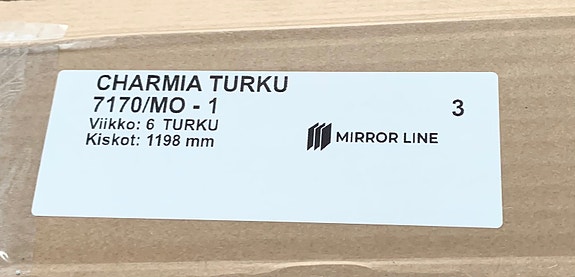 CHARMIA TURKU
7170/MO - 1
3
Viikko: 6 TURKU
Kiskot: 1198 mm
MIRROR LINE